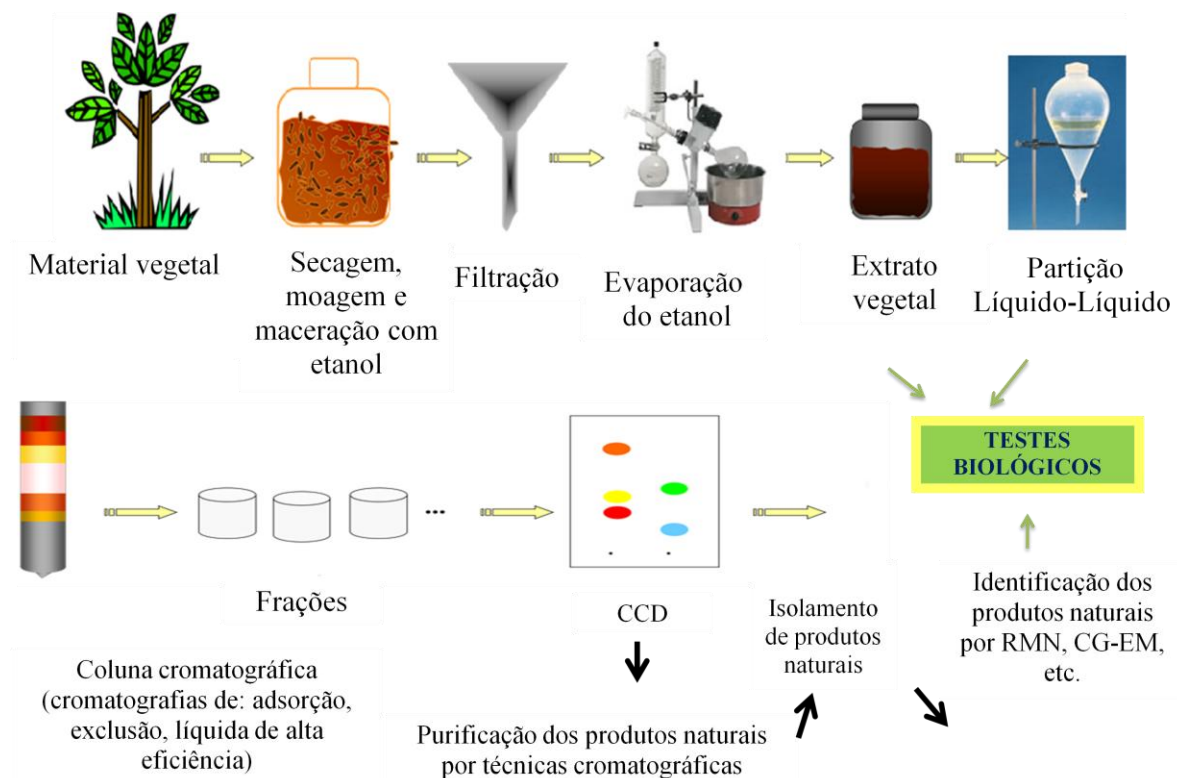 Material vegetal
Secagem,
moagem e
maceração com
etanol
Filtração
Evaporação
do etanol
Extrato
vegetal
Partição
Líquido-Líquido
TESTES
BIOLÓGICOS
Coluna cromatográfica
(cromatografias de: adsorção,
exclusão, líquida de alta
eficiência)
Frações
...
CCD
Purificação dos produtos naturais
por técnicas cromatográficas
Isolamento
de produtos
naturais
Identificação dos
produtos naturais
por RMN, CG-EM,
etc.